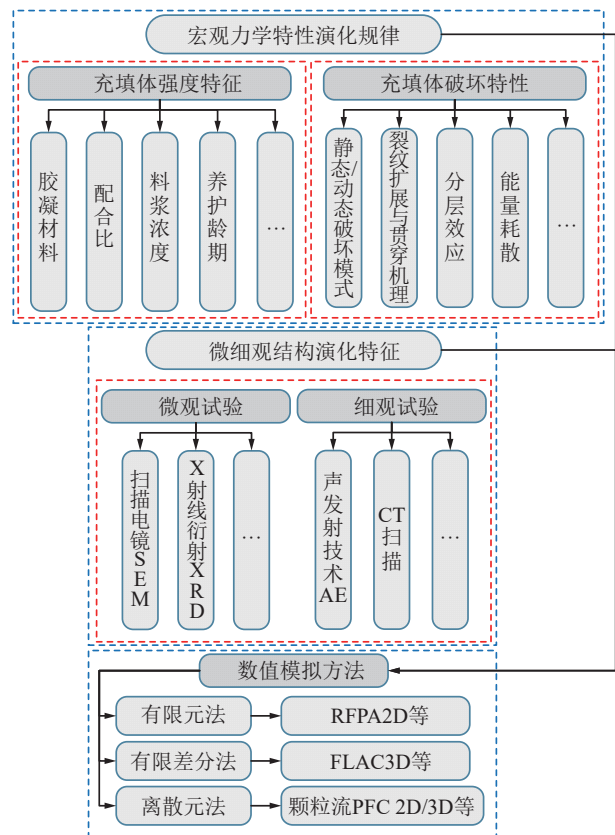 宏观力学特性演化规律
充填体强度特征
充填体破坏特性
胶凝材料
配合比
料浆浓度
养护龄期
…
静态/动态破坏模式
裂纹扩展与贯穿机理
分层效应
能量耗散
…
微细观结构演化特征
微观试验
细观试验
扫描电镜SEM
X射线衍射XRD
…
声发射技术AE
CT扫描
…
数值模拟方法
有限元法
RFPA2D等
有限差分法
FLAC3D等
离散元法
颗粒流PFC 2D/3D等